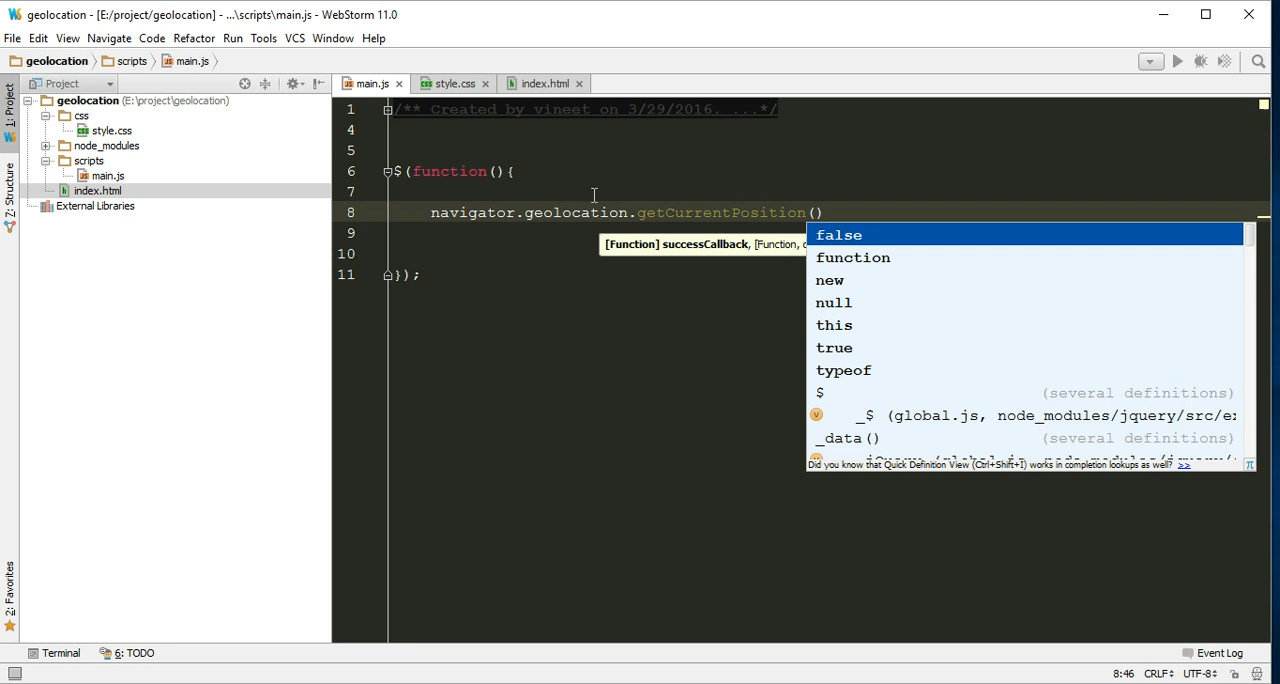 geolocation - [E:/project/geolocation] - ...\scripts\main.js - WebStorm 11.0
File Edit View Navigate Code Refactor Run Tools VCS Window Help
geolocation scripts main.js
Project
main.js style.css index.html
1: Project
geolocation (E:\project\geolocation)
css
style.css
node_modules
scripts
main.js
index.html
External Libraries
Z: Structure
2: Favorites
1 /** Created by vineet on 3/29/2016. ...*/
4
5
6 $(function(){
7
8 navigator.geolocation.getCurrentPosition()
9
10
11 });
[Function] successCallback, [Function,
false
function
new
null
this
true
typeof
$ (several definitions)
_$ (global.js, node_modules/jquery/src/ex
_data() (several definitions)
Did you know that Quick Definition View (Ctrl+Shift+I) works in completion lookups as well? >>
π
Terminal 6: TODO Event Log
8:46 CRLF UTF-8